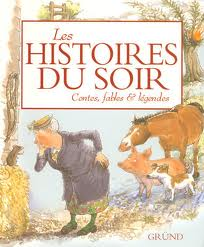 Les
HISTOIRES
DU SOIR
Contes, fables & légendes
GRÜND